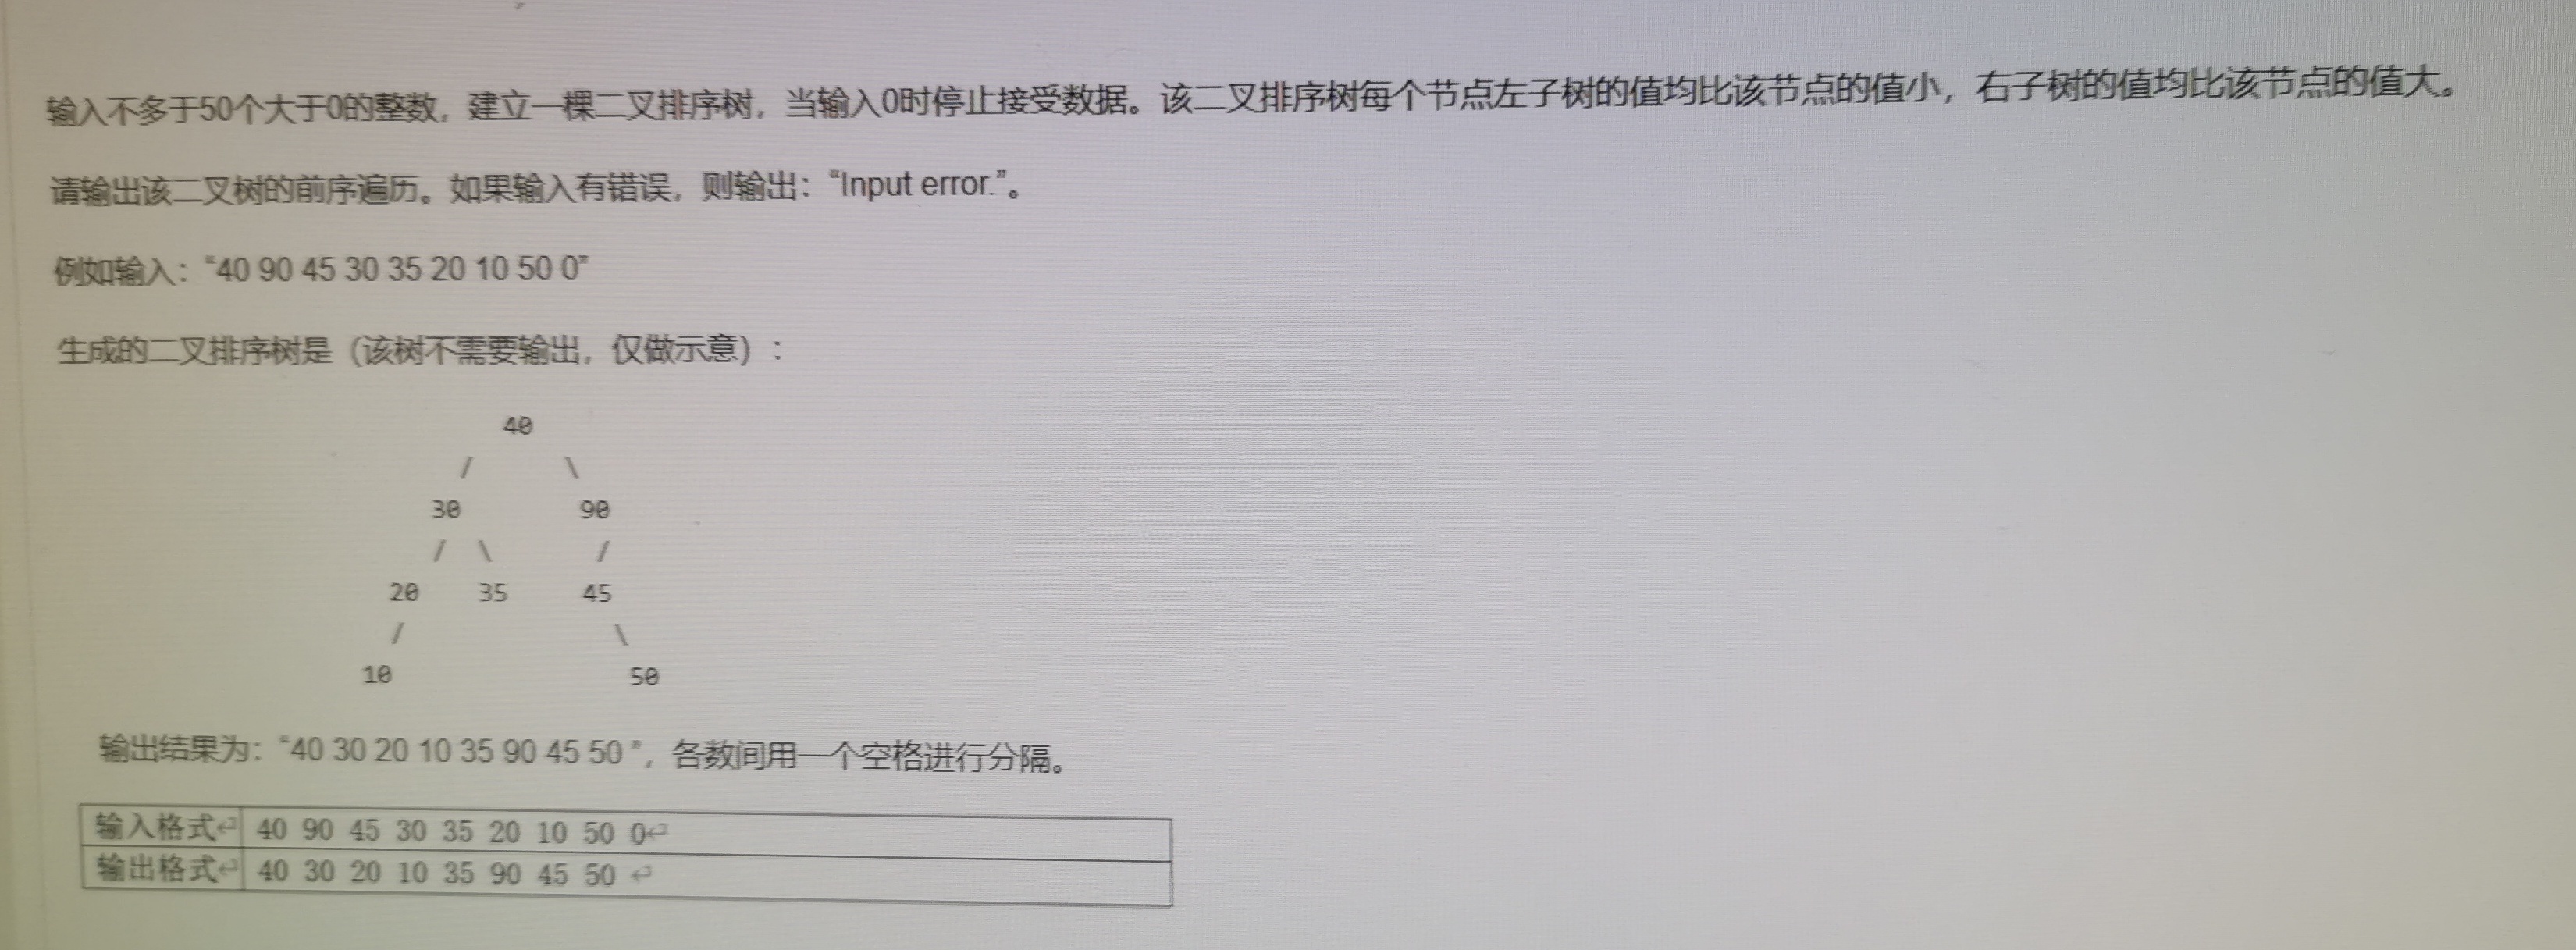 输入不多于50个大于0的整数，建立一棵二叉排序树，当输入0时停止接受数据。该二叉排序树每个节点左子树的值均比该节点的值小，右子树的值均比该节点的值大。
请输出该二叉树的前序遍历。如果输入有错误，则输出：“Input error.”。
例如输入：“40 90 45 30 35 20 10 50 0”
生成的二叉排序树是（该树不需要输出，仅做示意）：
40
/ \
30 90
/ \ /
20 35 45
/ \
10 50
输出结果为：“40 30 20 10 35 90 45 50 ”，各数间用一个空格进行分隔。
输入格式↵ 40 90 45 30 35 20 10 50 0↵
输出格式↵ 40 30 20 10 35 90 45 50 ↵